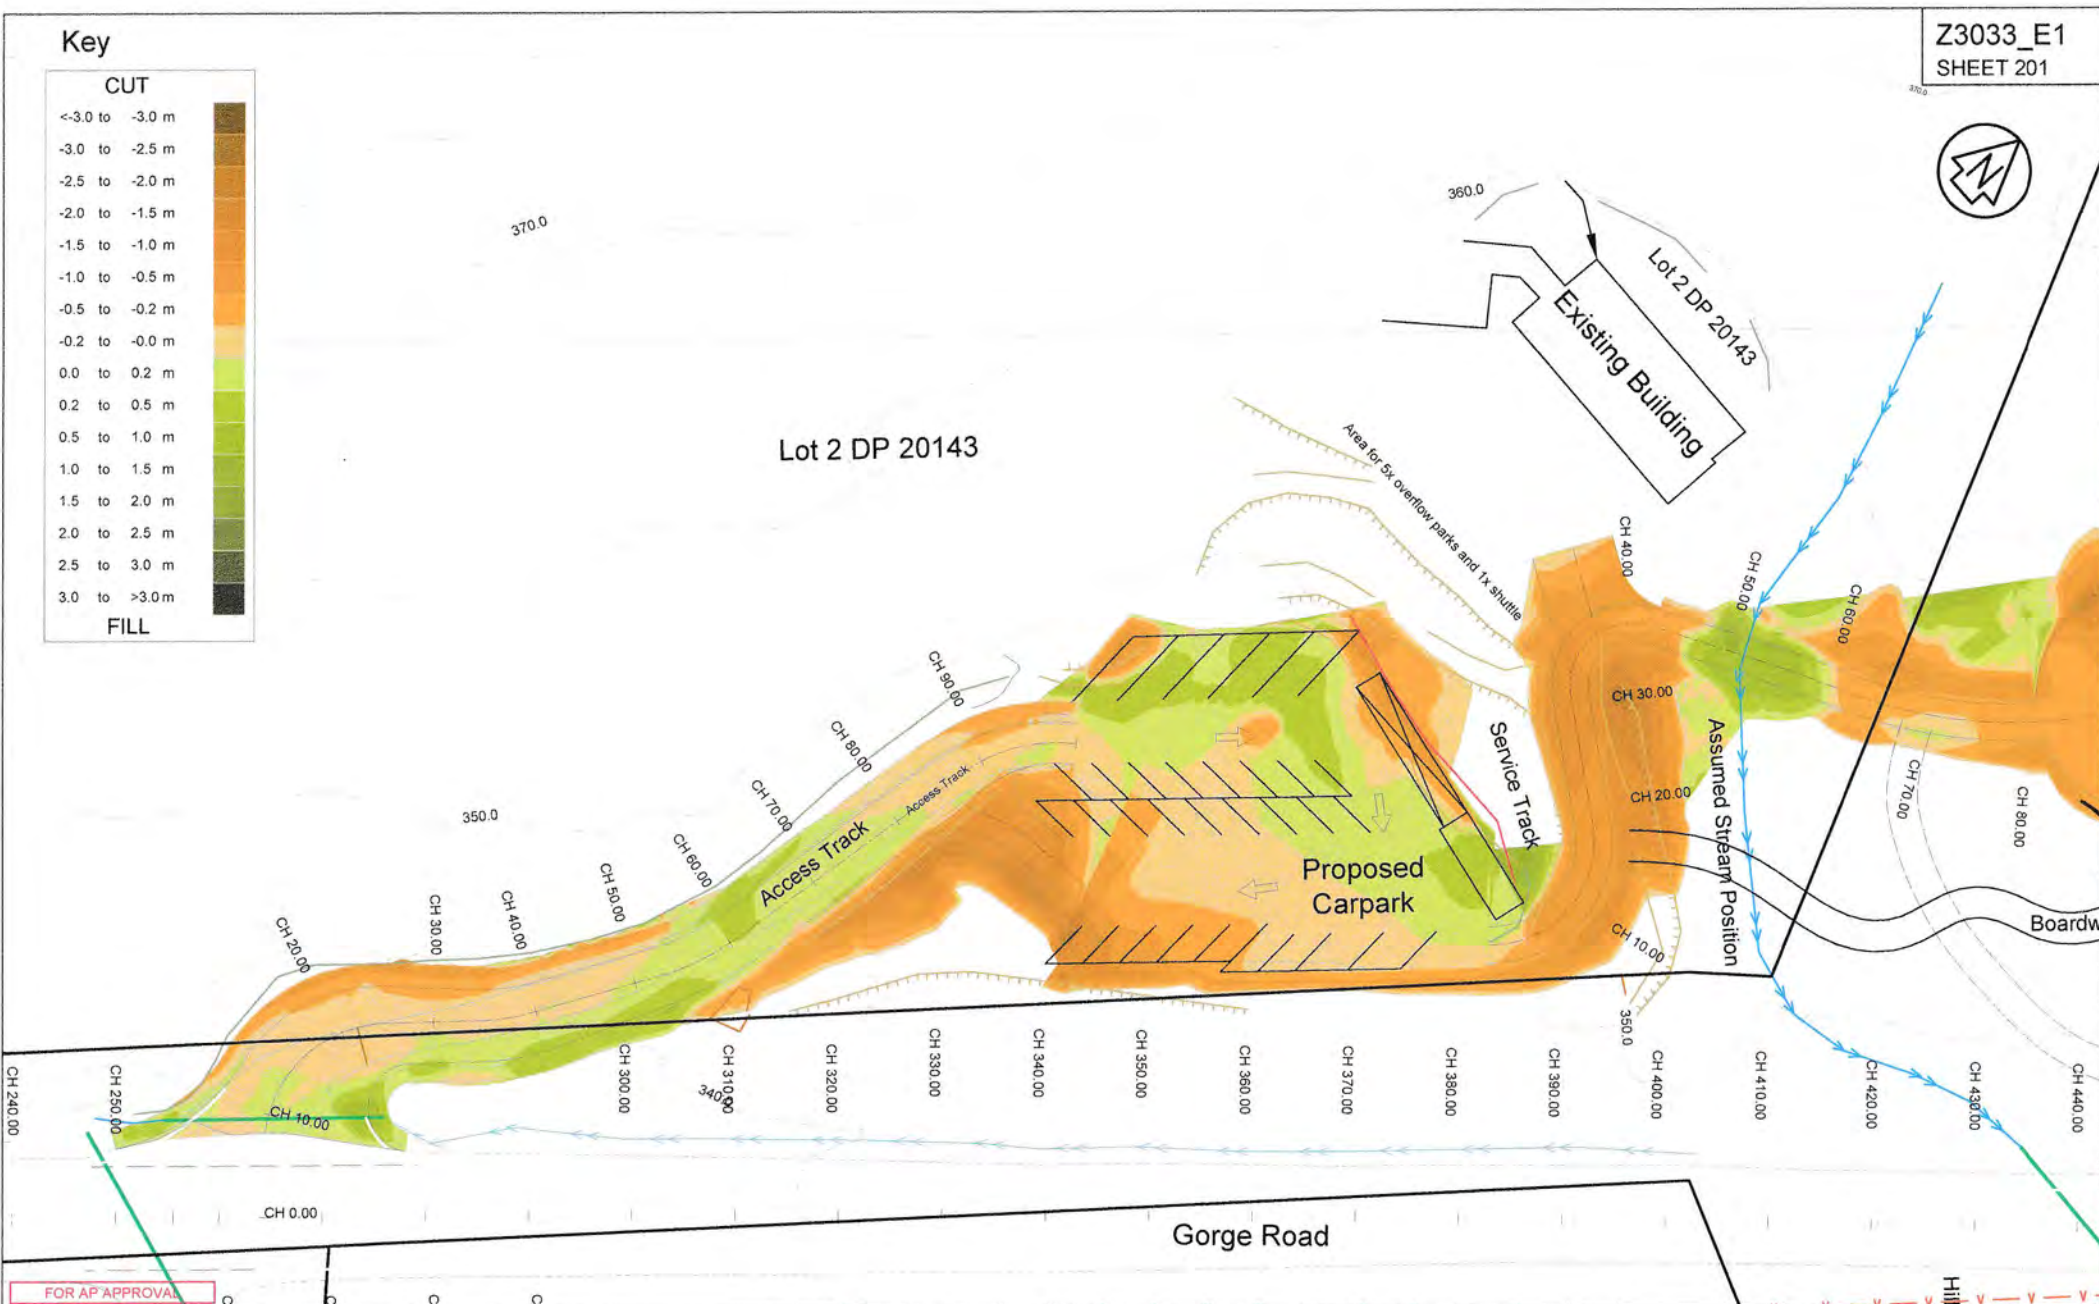 Key
CUT
<-3.0 to -3.0 m
-3.0 to -2.5 m
-2.5 to -2.0 m
-2.0 to -1.5 m
-1.5 to -1.0 m
-1.0 to -0.5 m
-0.5 to -0.2 m
-0.2 to -0.0 m
0.0 to 0.2 m
0.2 to 0.5 m
0.5 to 1.0 m
1.0 to 1.5 m
1.5 to 2.0 m
2.0 to 2.5 m
2.5 to 3.0 m
3.0 to >3.0 m
FILL
Z3033_E1
SHEET 201
370.0
N
370.0
360.0
Lot 2 DP 20143
Existing Building
Lot 2 DP 20143
Area for 5x overflow parks and 1x shuttle
CH 40.00
CH 50.00
CH 60.00
CH 30.00
CH 20.00
CH 10.00
CH 70.00
CH 80.00
Service Track
Assumed Stream Position
Boardw
CH 90.00
CH 80.00
CH 70.00
CH 60.00
CH 50.00
CH 40.00
CH 30.00
CH 20.00
CH 10.00
CH 0.00
350.0
Access Track
Access Track
Proposed
Carpark
350.0
340.0
CH 240.00
CH 250.00
CH 300.00
CH 310.00
CH 320.00
CH 330.00
CH 340.00
CH 350.00
CH 360.00
CH 370.00
CH 380.00
CH 390.00
CH 400.00
CH 410.00
CH 420.00
CH 430.00
CH 440.00
Gorge Road
FOR AP APPROVAL
C
C
C
C
Hil